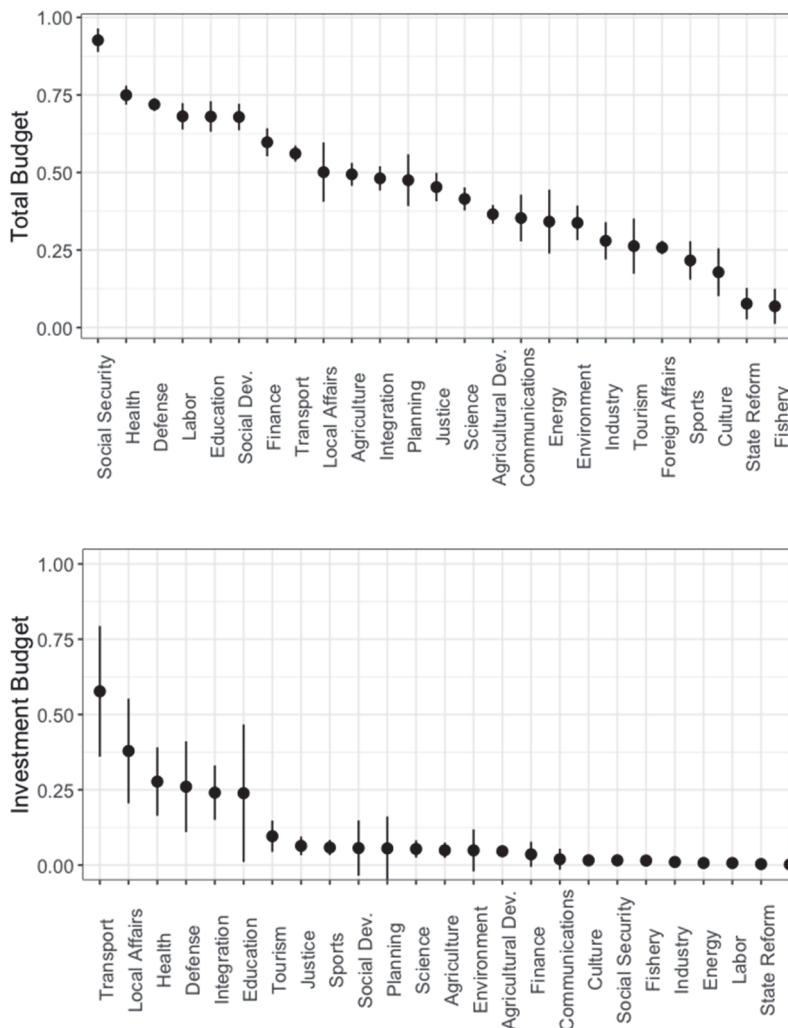 Total Budget
1.00
0.75
0.50
0.25
0.00
Social Security
Health
Defense
Labor
Education
Social Dev.
Finance
Transport
Local Affairs
Agriculture
Integration
Planning
Justice
Science
Agricultural Dev.
Communications
Energy
Environment
Industry
Tourism
Foreign Affairs
Sports
Culture
State Reform
Fishery
Investment Budget
1.00
0.75
0.50
0.25
0.00
Transport
Local Affairs
Health
Defense
Integration
Education
Tourism
Justice
Sports
Social Dev.
Planning
Science
Agriculture
Environment
Agricultural Dev.
Finance
Communications
Culture
Social Security
Fishery
Industry
Energy
Labor
State Reform